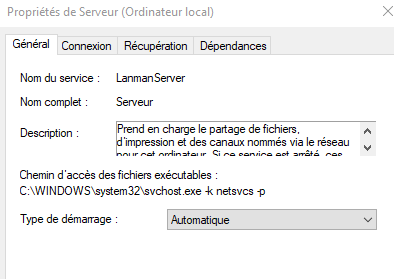 Propriétés de Serveur (Ordinateur local)
Général Connexion Récupération Dépendances
Nom du service : LanmanServer
Nom complet : Serveur
Description : Prend en charge le partage de fichiers,
d'impression et des canaux nommés via le réseau
pour cet ordinateur. Si ce service est arrêté, ces
Chemin d'accès des fichiers exécutables :
C:\WINDOWS\system32\svchost.exe -k netsvcs -p
Type de démarrage : Automatique